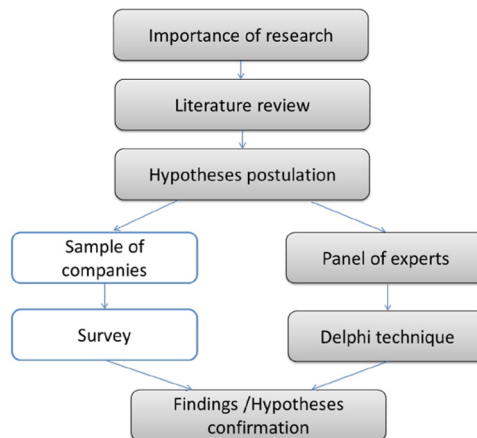 Importance of research
Literature review
Hypotheses postulation
Sample of
companies
Panel of experts
Survey
Delphi technique
Findings /Hypotheses
confirmation